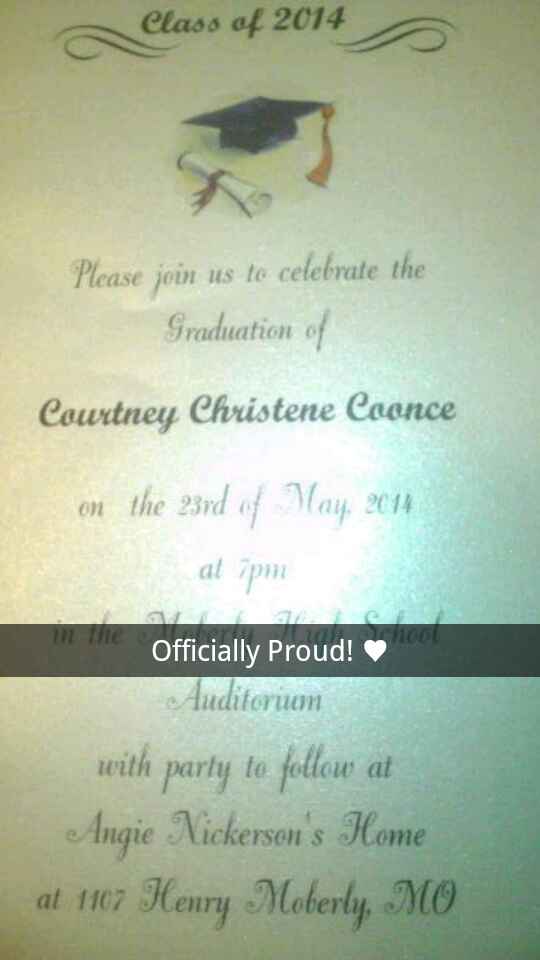 Class of 2014
Please join us to celebrate the
Graduation of
Courtney Christene Coonce
on the 23rd of May, 2014
at 7pm
in the Moberly High School
Officially Proud! ♥
Auditorium
with party to follow at
Angie Nickerson's Home
at 1107 Henry Moberly, MO